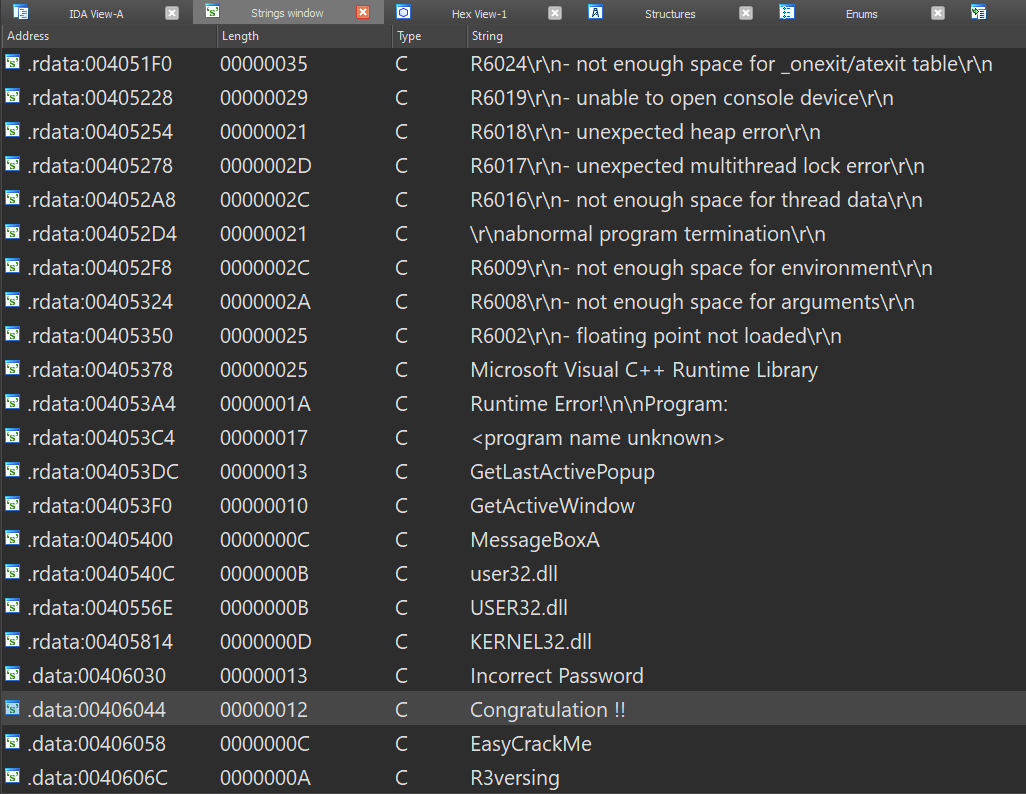 IDA View-A Strings window Hex View-1 Structures Enums
Address Length Type String
.rdata:004051F0 00000035 C R6024\r\n- not enough space for _onexit/atexit table\r\n
.rdata:00405228 00000029 C R6019\r\n- unable to open console device\r\n
.rdata:00405254 00000021 C R6018\r\n- unexpected heap error\r\n
.rdata:00405278 0000002D C R6017\r\n- unexpected multithread lock error\r\n
.rdata:004052A8 0000002C C R6016\r\n- not enough space for thread data\r\n
.rdata:004052D4 00000021 C \r\nabnormal program termination\r\n
.rdata:004052F8 0000002C C R6009\r\n- not enough space for environment\r\n
.rdata:00405324 0000002A C R6008\r\n- not enough space for arguments\r\n
.rdata:00405350 00000025 C R6002\r\n- floating point not loaded\r\n
.rdata:00405378 00000025 C Microsoft Visual C++ Runtime Library
.rdata:004053A4 0000001A C Runtime Error!\n\nProgram:
.rdata:004053C4 00000017 C <program name unknown>
.rdata:004053DC 00000013 C GetLastActivePopup
.rdata:004053F0 00000010 C GetActiveWindow
.rdata:00405400 0000000C C MessageBoxA
.rdata:0040540C 0000000B C user32.dll
.rdata:0040556E 0000000B C USER32.dll
.rdata:00405814 0000000D C KERNEL32.dll
.data:00406030 00000013 C Incorrect Password
.data:00406044 00000012 C Congratulation !!
.data:00406058 0000000C C EasyCrackMe
.data:0040606C 0000000A C R3versing